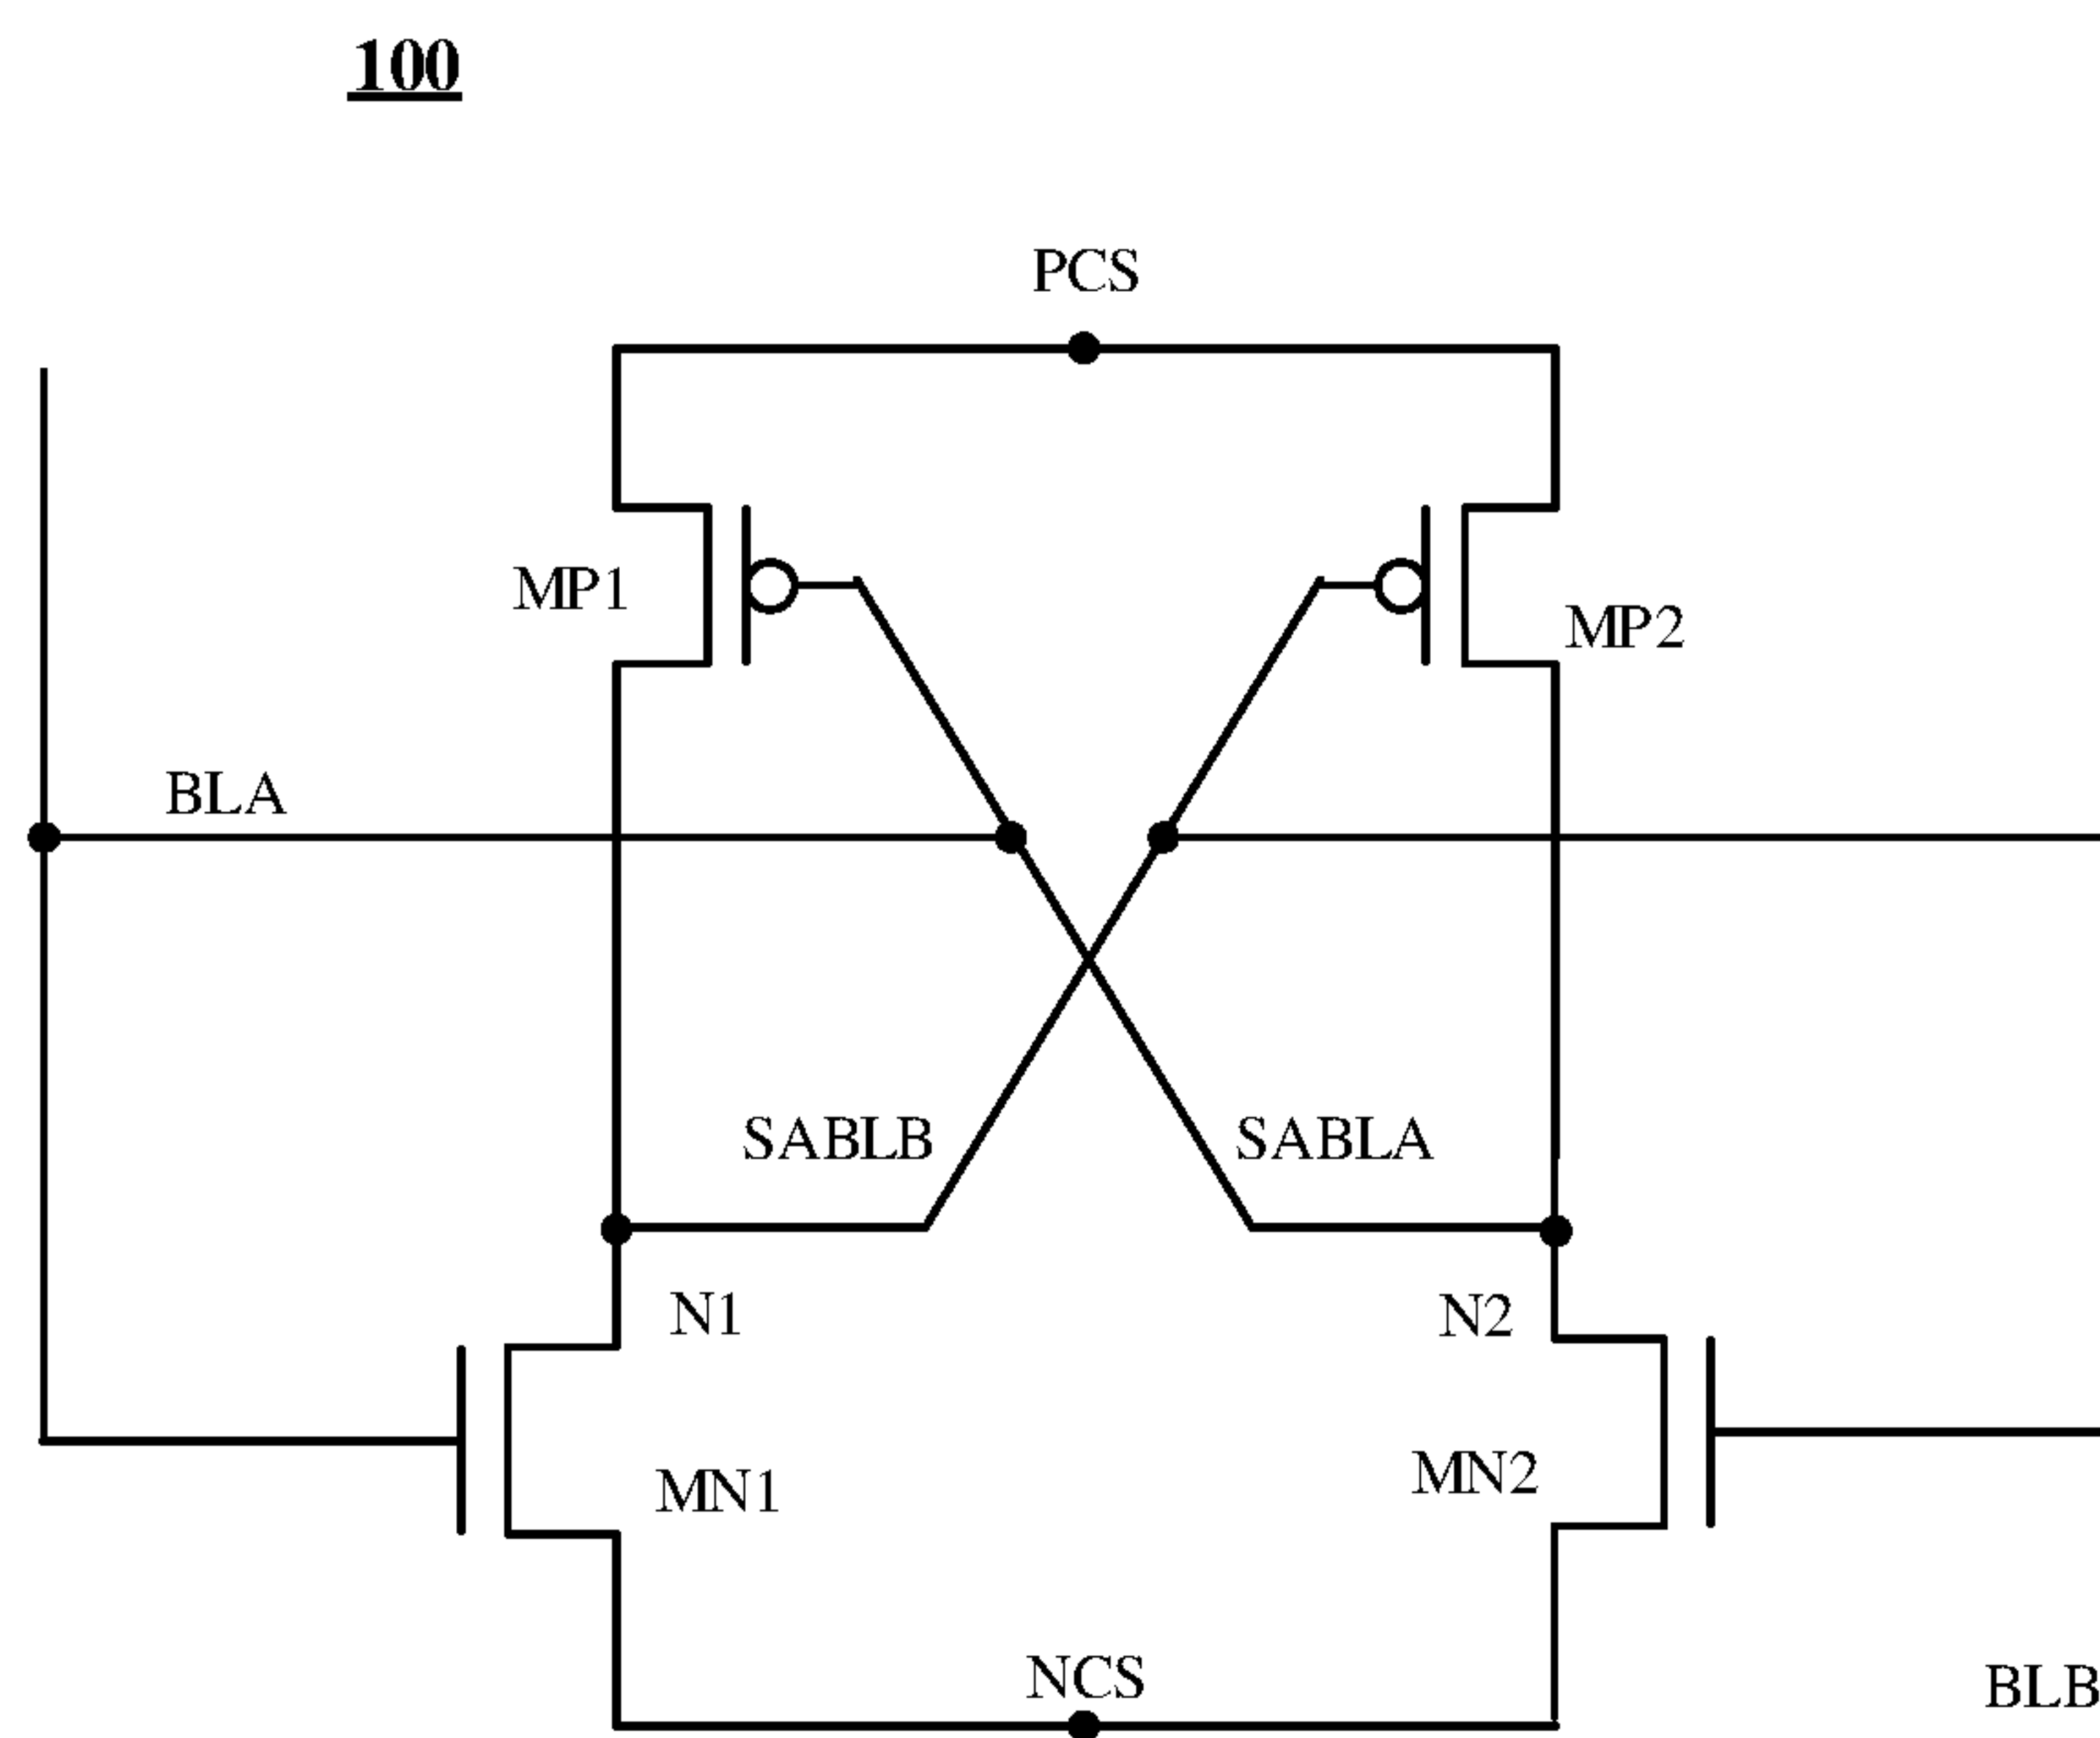 100
PCS
MP1
MP2
BLA
SABLB
SABLA
N1
N2
MN1
MN2
NCS
BLB